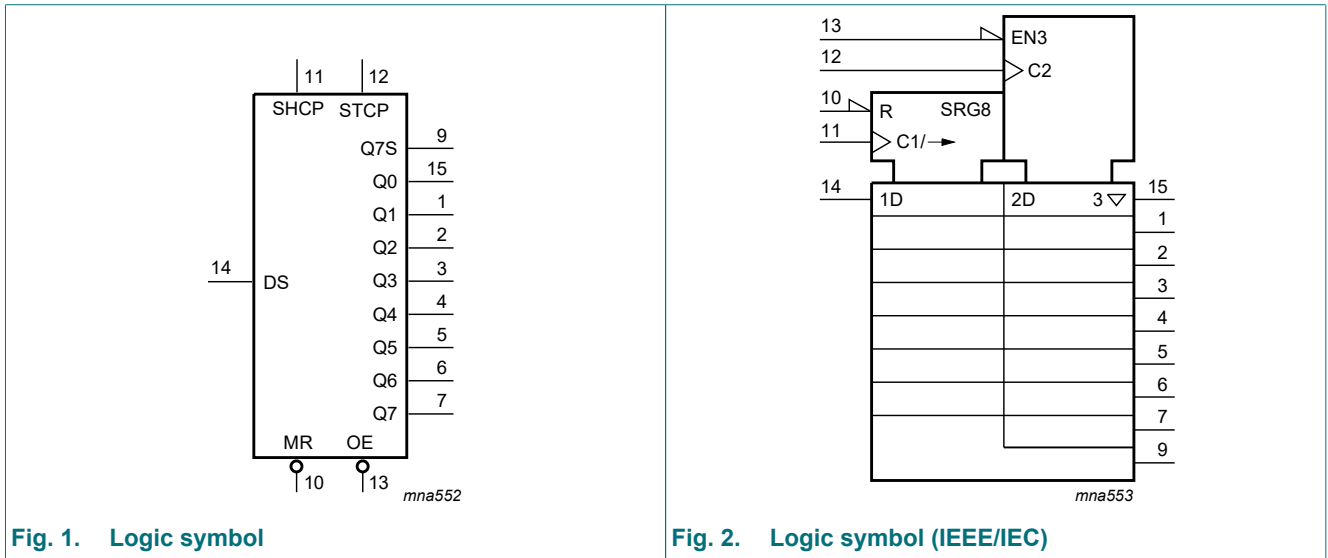 11 12
SHCP STCP
Q7S 9
Q0 15
Q1 1
Q2 2
14 DS Q3 3
Q4 4
Q5 5
Q6 6
Q7 7
MR OE
10 13
mna552
Fig. 1. Logic symbol
13 EN3
12 C2
10 R SRG8
11 C1/→
14 1D 2D 3 ▽ 15
1
2
3
4
5
6
7
9
mna553
Fig. 2. Logic symbol (IEEE/IEC)